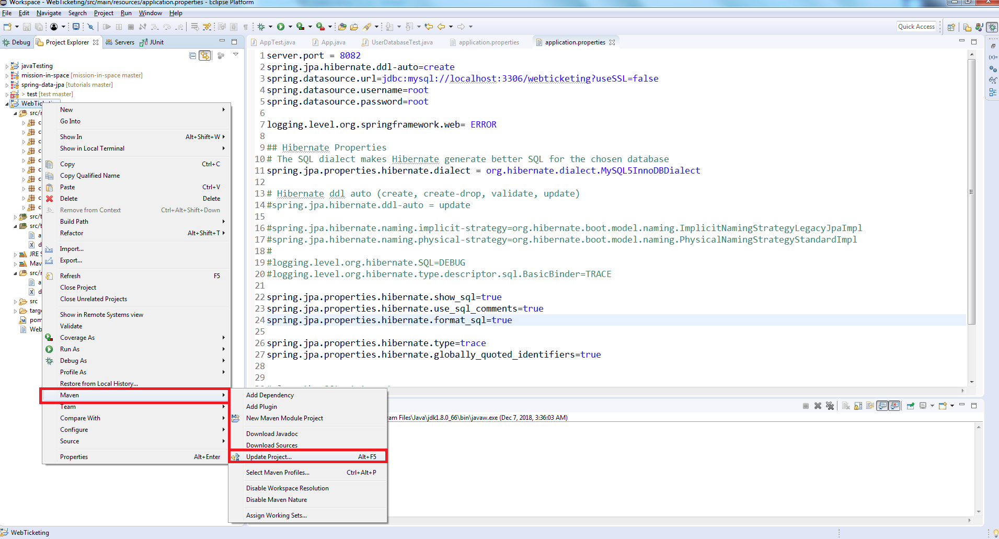 Workspace - WebTicketing/src/main/resources/application.properties - Eclipse Platform
File Edit Navigate Search Project Run Window Help
Quick Access
Debug Project Explorer Servers JUnit
AppTest.java App.java UserDatabaseTest.java application.properties application.properties
javaTesting
mission-in-space [mission-in-space master]
spring-data-jpa [tutorials master]
> test [test master]
WebTicketing
src/
c
c
c
c
c
c
c
c
c
c
src/t
src/t
a
d
JRE S
Mav
src/r
a
d
src
targe
pom
Web
New
Go Into
Show In Alt+Shift+W
Show in Local Terminal
Copy Ctrl+C
Copy Qualified Name
Paste Ctrl+V
Delete Delete
Remove from Context Ctrl+Alt+Shift+Down
Build Path
Refactor Alt+Shift+T
Import...
Export...
Refresh F5
Close Project
Close Unrelated Projects
Show in Remote Systems view
Validate
Coverage As
Run As
Debug As
Profile As
Restore from Local History...
Maven
Team
Compare With
Configure
Source
Properties Alt+Enter
Add Dependency
Add Plugin
New Maven Module Project
Download Javadoc
Download Sources
Update Project... Alt+F5
Select Maven Profiles... Ctrl+Alt+P
Disable Workspace Resolution
Disable Maven Nature
Assign Working Sets...
1 server.port = 8082
2 spring.jpa.hibernate.ddl-auto=create
3 spring.datasource.url=jdbc:mysql://localhost:3306/webticketing?useSSL=false
4 spring.datasource.username=root
5 spring.datasource.password=root
6
7 logging.level.org.springframework.web= ERROR
8
9 ## Hibernate Properties
10 # The SQL dialect makes Hibernate generate better SQL for the chosen database
11 spring.jpa.properties.hibernate.dialect = org.hibernate.dialect.MySQL5InnoDBDialect
12
13 # Hibernate ddl auto (create, create-drop, validate, update)
14 #spring.jpa.hibernate.ddl-auto = update
15
16 #spring.jpa.hibernate.naming.implicit-strategy=org.hibernate.boot.model.naming.ImplicitNamingStrategyLegacyJpaImpl
17 #spring.jpa.hibernate.naming.physical-strategy=org.hibernate.boot.model.naming.PhysicalNamingStrategyStandardImpl
18 #
19 #logging.level.org.hibernate.SQL=DEBUG
20 #logging.level.org.hibernate.type.descriptor.sql.BasicBinder=TRACE
21
22 spring.jpa.properties.hibernate.show_sql=true
23 spring.jpa.properties.hibernate.use_sql_comments=true
24 spring.jpa.properties.hibernate.format_sql=true
25
26 spring.jpa.properties.hibernate.type=trace
27 spring.jpa.properties.hibernate.globally_quoted_identifiers=true
28
29
ram Files\Java\jdk1.8.0_66\bin\javaw.exe (Dec 7, 2018, 3:36:03 AM)
WebTicketing